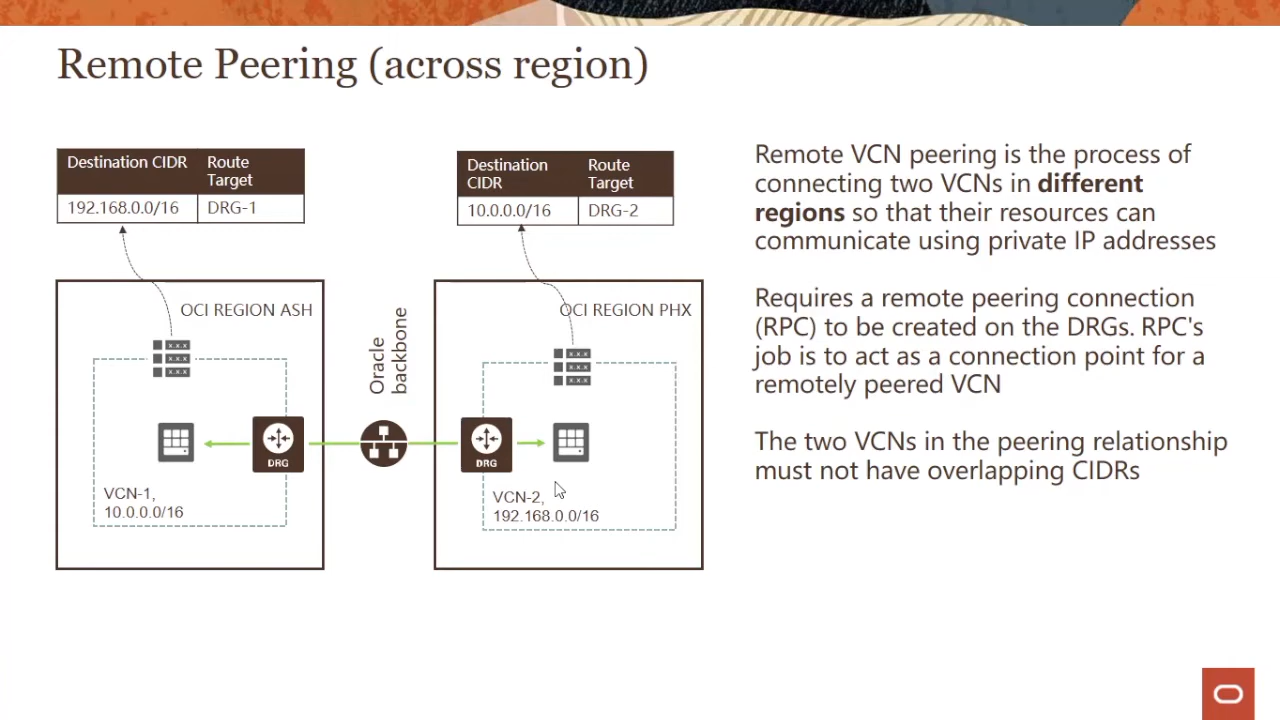 Remote Peering (across region)
Destination CIDR
Route
Target
192.168.0.0/16
DRG-1
Destination
CIDR
Route
Target
10.0.0.0/16
DRG-2
OCI REGION ASH
x.x.x
x.x.x
x.x.x
DRG
VCN-1,
10.0.0.0/16
Oracle
backbone
OCI REGION PHX
x.x.x
x.x.x
x.x.x
DRG
VCN-2,
192.168.0.0/16
Remote VCN peering is the process of
connecting two VCNs in different
regions so that their resources can
communicate using private IP addresses
Requires a remote peering connection
(RPC) to be created on the DRGs. RPC's
job is to act as a connection point for a
remotely peered VCN
The two VCNs in the peering relationship
must not have overlapping CIDRs